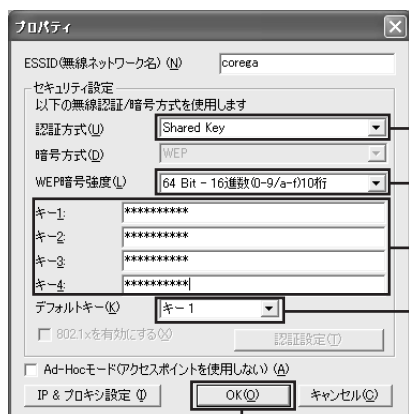 プロパティ
ESSID(無線ネットワーク名) (N) corega
セキュリティ設定
以下の無線認証/暗号方式を使用します
認証方式(U) Shared Key
暗号方式(D) WEP
WEP暗号強度(L) 64 Bit - 16進数(0-9/a-f)10桁
キー1: **********
キー2: **********
キー3: **********
キー4: **********
デフォルトキー(K) キー 1
802.1xを有効にする(X) 認証設定(T)
Ad-Hocモード(アクセスポイントを使用しない) (A)
IP & プロキシ設定 (I) OK(O) キャンセル(C)